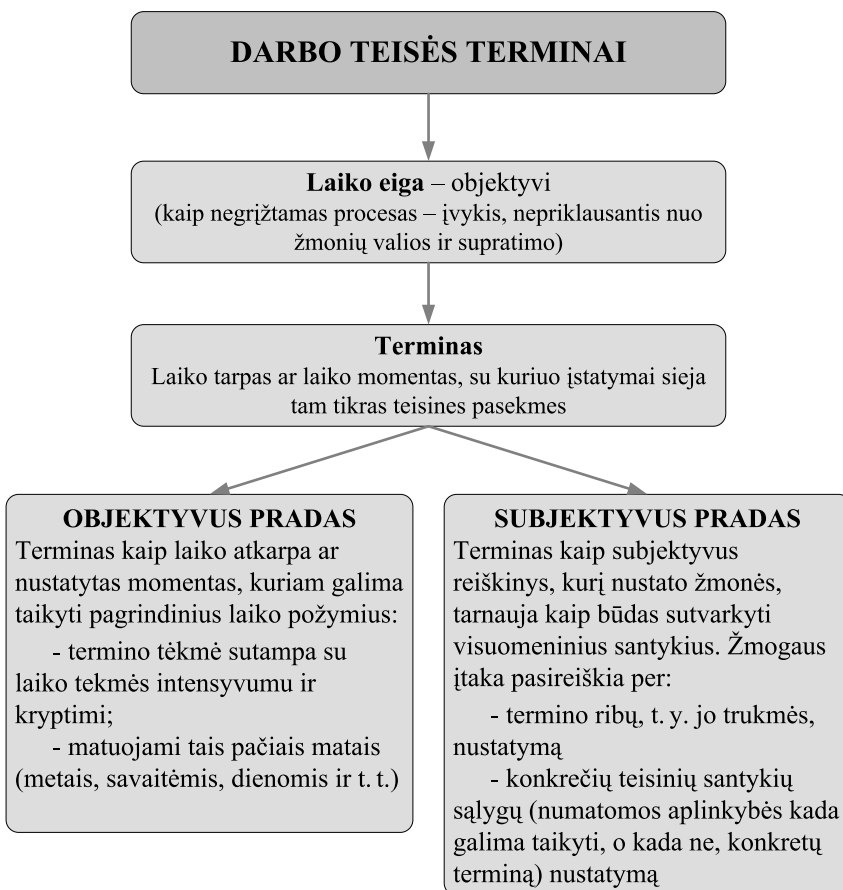 DARBO TEISĖS TERMINAI
Laiko eiga – objektyvi
(kaip negrįžtamas procesas – įvykis, nepriklausantis nuo
žmonių valios ir supratimo)
Terminas
Laiko tarpas ar laiko momentas, su kuriuo įstatymai sieja
tam tikras teisines pasekmes
OBJEKTYVUS PRADAS
Terminas kaip laiko atkarpa ar
nustatytas momentas, kuriam galima
taikyti pagrindinius laiko požymius:
- termino tėkmė sutampa su
laiko tekmės intensyvumu ir
kryptimi;
- matuojami tais pačiais matais
(metais, savaitėmis, dienomis ir t. t.)
SUBJEKTYVUS PRADAS
Terminas kaip subjektyvus
reiškinys, kurį nustato žmonės,
tarnauja kaip būdas sutvarkyti
visuomeninius santykius. Žmogaus
įtaka pasireiškia per:
- termino ribų, t. y. jo trukmės,
nustatymą
- konkrečių teisinių santykių
sąlygų (numatomos aplinkybės kada
galima taikyti, o kada ne, konkretų
terminą) nustatymą